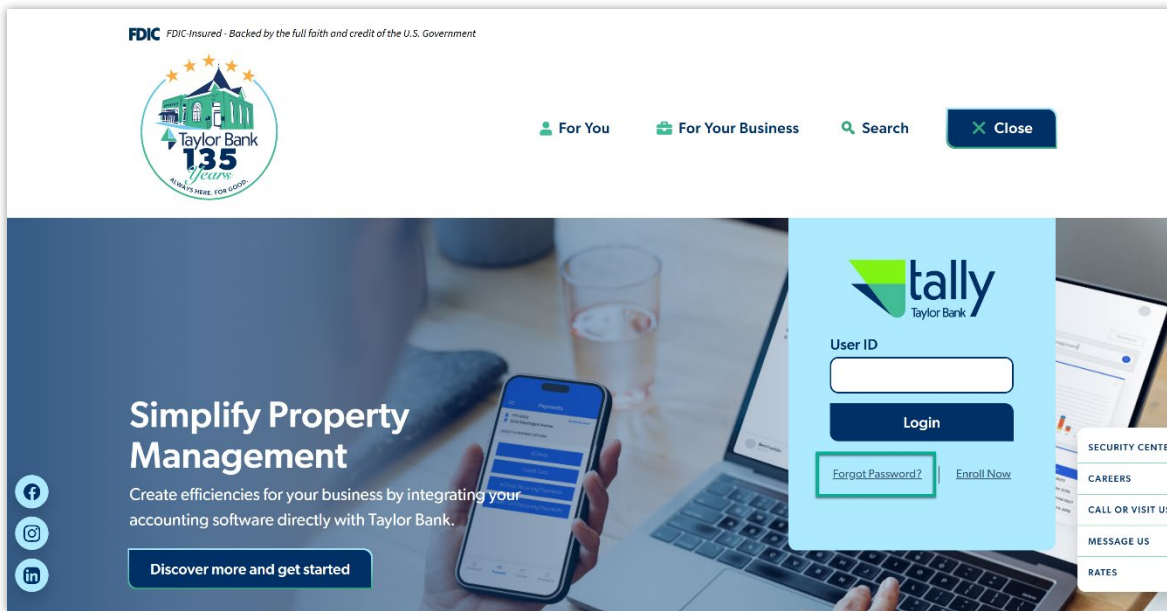 FDIC FDIC-Insured - Backed by the full faith and credit of the U.S. Government
Taylor Bank
135
Years
ALWAYS HERE. FOR GOOD.
For You
For Your Business
Search
Close
tally
Taylor Bank
User ID
Login
Forgot Password?
Enroll Now
Simplify Property
Management
Create efficiencies for your business by integrating your
accounting software directly with Taylor Bank.
Discover more and get started
Payments
SECURITY CENTE
CAREERS
CALL OR VISIT US
MESSAGE US
RATES